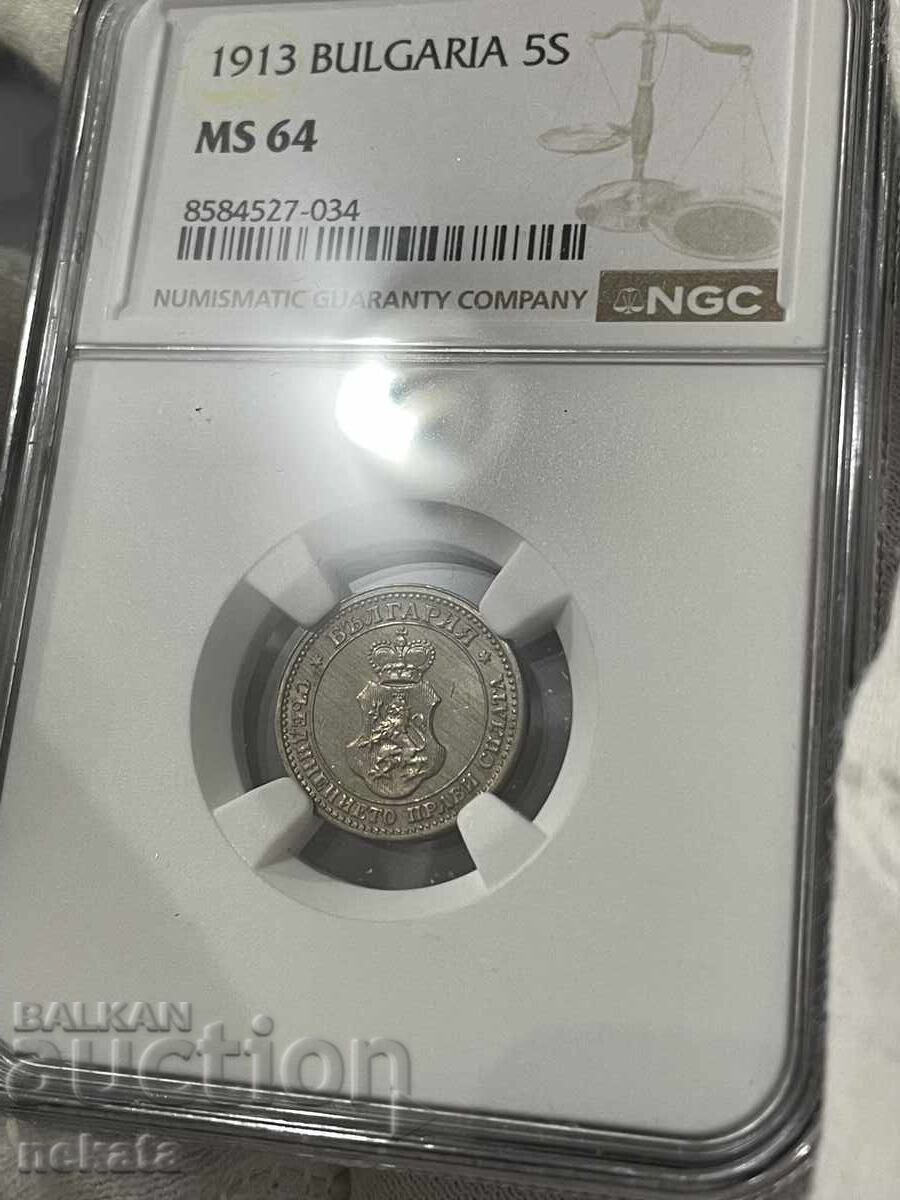 1913 BULGARIA 5S
MS 64
8584527-034
NUMISMATIC GUARANTY COMPANY NGC
* БЪЛГАРИЯ *
СЪЕДИНЕНИЕТО ПРАВИ СИЛАТА
BALKAN
auction
nekata